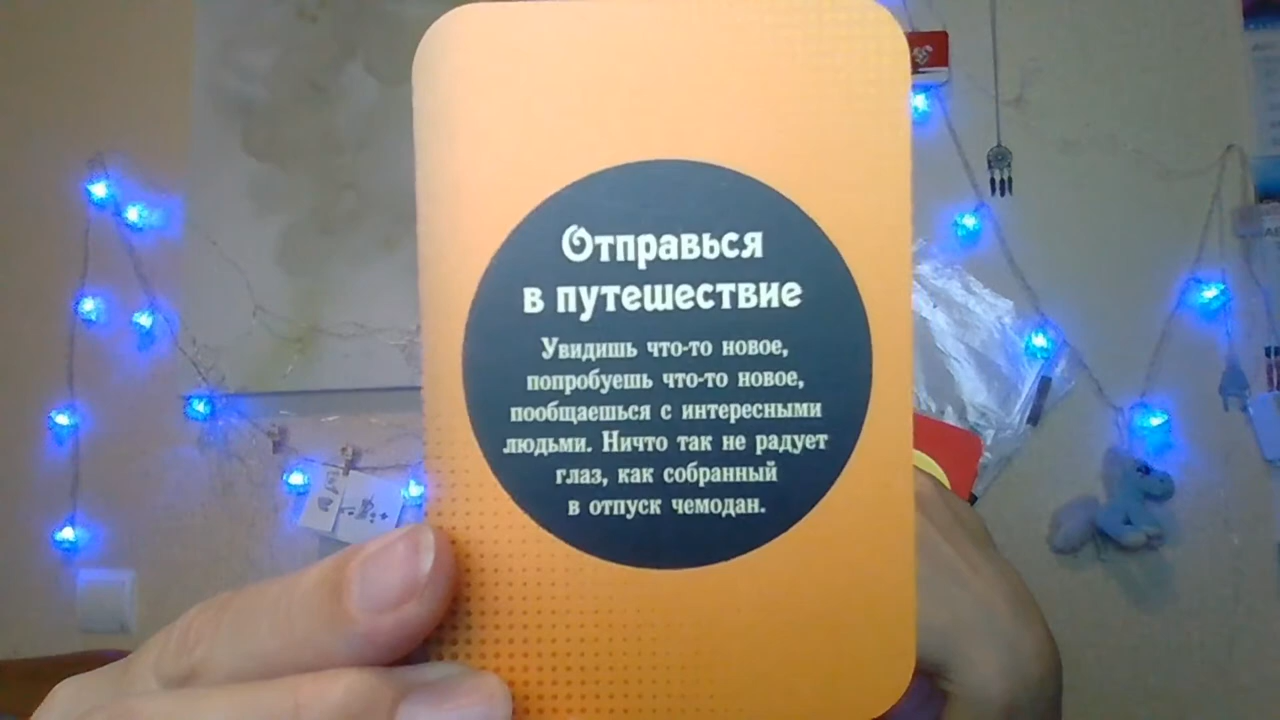 Отправься
в путешествие
Увидишь что-то новое,
попробуешь что-то новое,
пообщаешься с интересными
людьми. Ничто так не радует
глаз, как собранный
в отпуск чемодан.